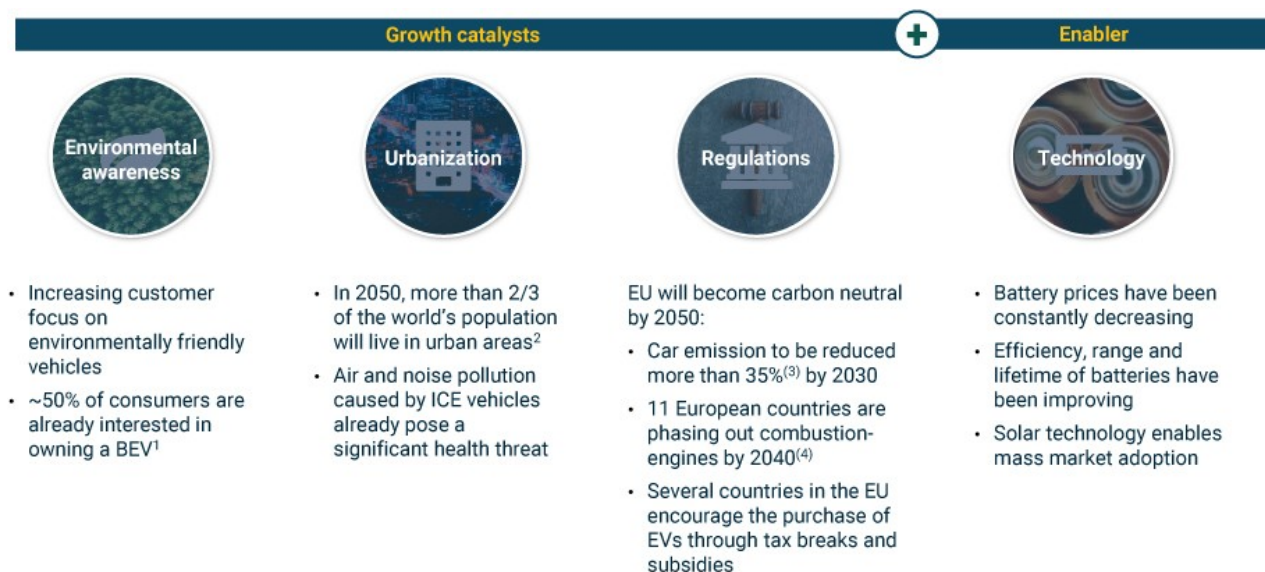 Growth catalysts
Enabler
Environmental
awareness
Urbanization
Regulations
Technology
• Increasing customer
focus on
environmentally friendly
vehicles
• ~50% of consumers are
already interested in
owning a BEV¹
• In 2050, more than 2/3
of the world's population
will live in urban areas²
• Air and noise pollution
caused by ICE vehicles
already pose a
significant health threat
EU will become carbon neutral
by 2050:
• Car emission to be reduced
more than 35%⁽³⁾ by 2030
• 11 European countries are
phasing out combustion-
engines by 2040⁽⁴⁾
• Several countries in the EU
encourage the purchase of
EVs through tax breaks and
subsidies
• Battery prices have been
constantly decreasing
• Efficiency, range and
lifetime of batteries have
been improving
• Solar technology enables
mass market adoption